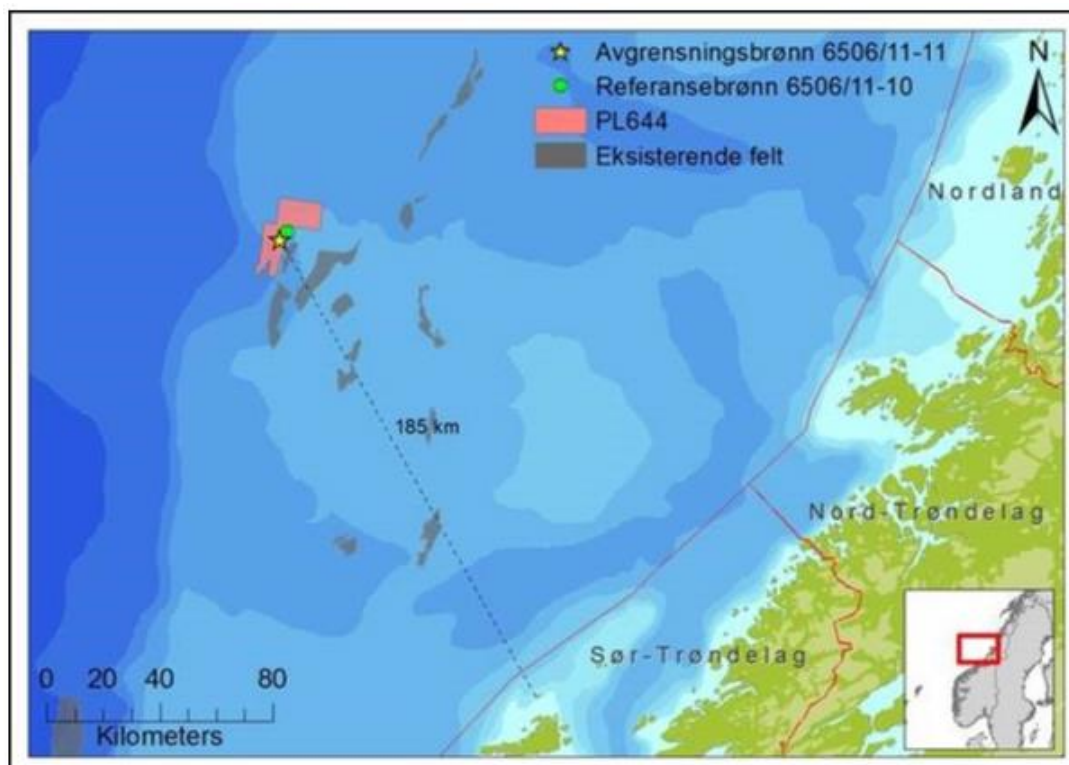 Avgrensningsbrønn 6506/11-11
Referansebrønn 6506/11-10
PL644
Eksisterende felt
N
Nordland
185 km
Nord-Trøndelag
Sør-Trøndelag
0 20 40 80
Kilometers